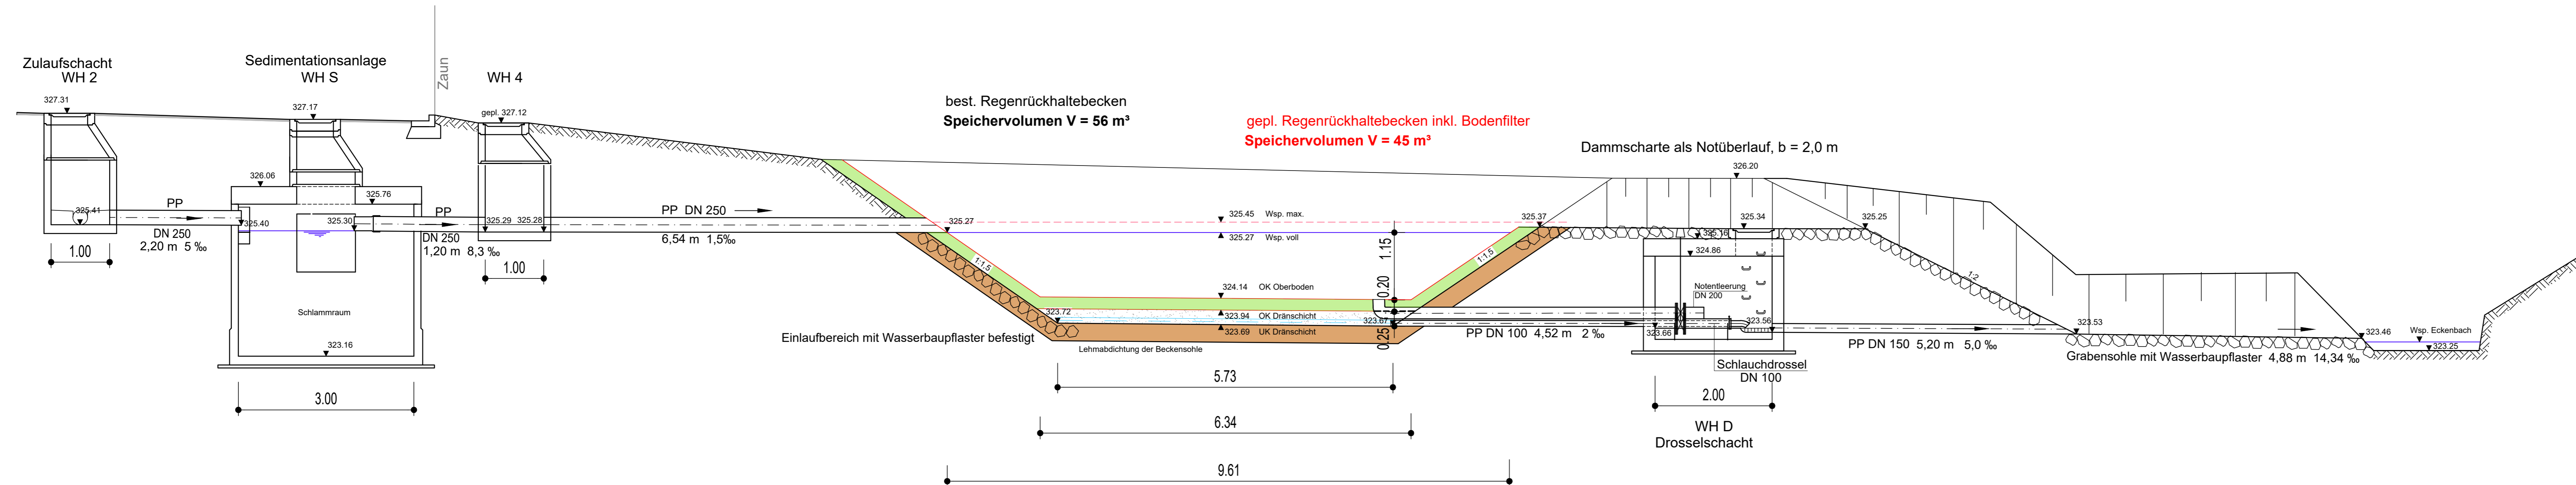 Zulaufschacht
WH 2
327.31
325.41
1.00
PP
DN 250
2,20 m 5 ‰
Sedimentationsanlage
WH S
327.17
326.06
325.76
325.40
325.30
Schlammraum
323.16
3.00
Zaun
PP
DN 250
1,20 m 8,3 ‰
WH 4
gepl. 327.12
325.29
325.28
1.00
PP DN 250
6,54 m 1,5‰
best. Regenrückhaltebecken
Speichervolumen V = 56 m³
gepl. Regenrückhaltebecken inkl. Bodenfilter
Speichervolumen V = 45 m³
325.27
325.45 Wsp. max.
325.27 Wsp. voll
1:1,5
1:1,5
324.14 OK Oberboden
323.94 OK Dränschicht
323.69 UK Dränschicht
323.72
323.67
1.15
0.20
0.25
Einlaufbereich mit Wasserbaupflaster befestigt
Lehmabdichtung der Beckensohle
5.73
6.34
9.61
325.37
Dammscharte als Notüberlauf, b = 2,0 m
326.20
325.34
325.25
325.16
324.86
Notentleerung
DN 200
323.66
323.56
PP DN 100 4,52 m 2 ‰
Schlauchdrossel
DN 100
2.00
WH D
Drosselschacht
1:2
PP DN 150 5,20 m 5,0 ‰
323.53
Grabensohle mit Wasserbaupflaster 4,88 m 14,34 ‰
323.46
Wsp. Eckenbach
323.25